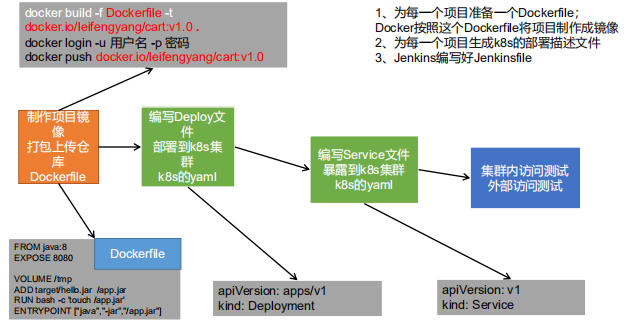 docker build -f Dockerfile -t
docker.io/leifengyang/cart:v1.0 .
docker login -u 用户名 -p 密码
docker push docker.io/leifengyang/cart:v1.0
1、为每一个项目准备一个Dockerfile；
Docker按照这个Dockerfile将项目制作成镜像
2、为每一个项目生成k8s的部署描述文件
3、Jenkins编写好Jenkinsfile
制作项目镜
像
打包上传仓
库
Dockerfile
编写Deploy文
件
部署到k8s集
群
k8s的yaml
编写Service文件
暴露到k8s集群
k8s的yaml
集群内访问测试
外部访问测试
FROM java:8
EXPOSE 8080
VOLUME /tmp
ADD target/hello.jar /app.jar
RUN bash -c 'touch /app.jar'
ENTRYPOINT ["java","-jar","/app.jar"]
Dockerfile
apiVersion: apps/v1
kind: Deployment
apiVersion: v1
kind: Service